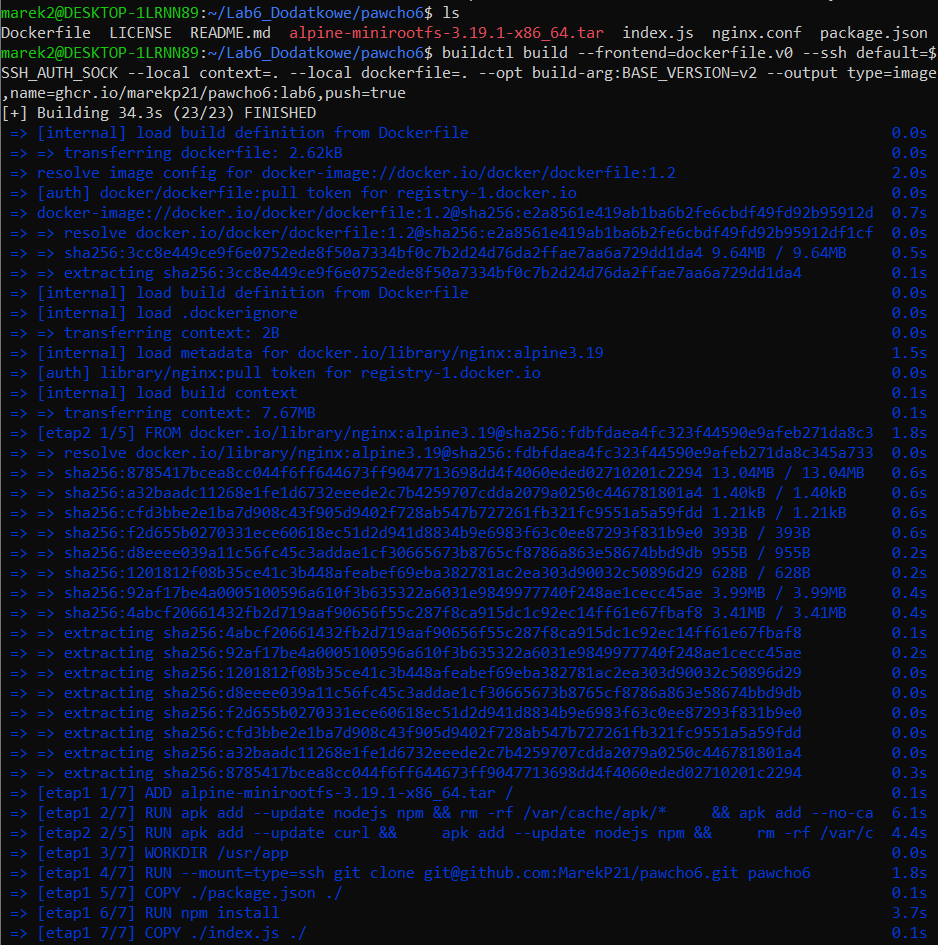 marek2@DESKTOP-1LRNN89:~/Lab6_Dodatkowe/pawcho6$ ls
Dockerfile  LICENSE  README.md  alpine-minirootfs-3.19.1-x86_64.tar  index.js  nginx.conf  package.json
marek2@DESKTOP-1LRNN89:~/Lab6_Dodatkowe/pawcho6$ buildctl build --frontend=dockerfile.v0 --ssh default=$
SSH_AUTH_SOCK --local context=. --local dockerfile=. --opt build-arg:BASE_VERSION=v2 --output type=image
,name=ghcr.io/marekp21/pawcho6:lab6,push=true
[+] Building 34.3s (23/23) FINISHED
=> [internal] load build definition from Dockerfile 0.0s
=> => transferring dockerfile: 2.62kB 0.0s
=> resolve image config for docker-image://docker.io/docker/dockerfile:1.2 2.0s
=> [auth] docker/dockerfile:pull token for registry-1.docker.io 0.0s
=> docker-image://docker.io/docker/dockerfile:1.2@sha256:e2a8561e419ab1ba6b2fe6cbdf49fd92b95912d 0.7s
=> => resolve docker.io/docker/dockerfile:1.2@sha256:e2a8561e419ab1ba6b2fe6cbdf49fd92b95912df1cf 0.0s
=> => sha256:3cc8e449ce9f6e0752ede8f50a7334bf0c7b2d24d76da2ffae7aa6a729dd1da4 9.64MB / 9.64MB 0.5s
=> => extracting sha256:3cc8e449ce9f6e0752ede8f50a7334bf0c7b2d24d76da2ffae7aa6a729dd1da4 0.1s
=> [internal] load build definition from Dockerfile 0.0s
=> [internal] load .dockerignore 0.0s
=> => transferring context: 2B 0.0s
=> [internal] load metadata for docker.io/library/nginx:alpine3.19 1.5s
=> [auth] library/nginx:pull token for registry-1.docker.io 0.0s
=> [internal] load build context 0.1s
=> => transferring context: 7.67MB 0.1s
=> [etap2 1/5] FROM docker.io/library/nginx:alpine3.19@sha256:fdbfdaea4fc323f44590e9afeb271da8c3 1.8s
=> => resolve docker.io/library/nginx:alpine3.19@sha256:fdbfdaea4fc323f44590e9afeb271da8c345a733 0.0s
=> => sha256:8785417bcea8cc044f6ff644673ff9047713698dd4f4060eded02710201c2294 13.04MB / 13.04MB 0.6s
=> => sha256:a32baadc11268e1fe1d6732eeede2c7b4259707cdda2079a0250c446781801a4 1.40kB / 1.40kB 0.6s
=> => sha256:cfd3bbe2e1ba7d908c43f905d9402f728ab547b727261fb321fc9551a5a59fdd 1.21kB / 1.21kB 0.6s
=> => sha256:f2d655b0270331ece60618ec51d2d941d8834b9e6983f63c0ee87293f831b9e0 393B / 393B 0.6s
=> => sha256:d8eeee039a11c56fc45c3addae1cf30665673b8765cf8786a863e58674bbd9db 955B / 955B 0.2s
=> => sha256:1201812f08b35ce41c3b448afeabef69eba382781ac2ea303d90032c50896d29 628B / 628B 0.2s
=> => sha256:92af17be4a0005100596a610f3b635322a6031e9849977740f248ae1cecc45ae 3.99MB / 3.99MB 0.4s
=> => sha256:4abcf20661432fb2d719aaf90656f55c287f8ca915dc1c92ec14ff61e67fbaf8 3.41MB / 3.41MB 0.4s
=> => extracting sha256:4abcf20661432fb2d719aaf90656f55c287f8ca915dc1c92ec14ff61e67fbaf8 0.1s
=> => extracting sha256:92af17be4a0005100596a610f3b635322a6031e9849977740f248ae1cecc45ae 0.2s
=> => extracting sha256:1201812f08b35ce41c3b448afeabef69eba382781ac2ea303d90032c50896d29 0.0s
=> => extracting sha256:d8eeee039a11c56fc45c3addae1cf30665673b8765cf8786a863e58674bbd9db 0.0s
=> => extracting sha256:f2d655b0270331ece60618ec51d2d941d8834b9e6983f63c0ee87293f831b9e0 0.0s
=> => extracting sha256:cfd3bbe2e1ba7d908c43f905d9402f728ab547b727261fb321fc9551a5a59fdd 0.0s
=> => extracting sha256:a32baadc11268e1fe1d6732eeede2c7b4259707cdda2079a0250c446781801a4 0.0s
=> => extracting sha256:8785417bcea8cc044f6ff644673ff9047713698dd4f4060eded02710201c2294 0.3s
=> [etap1 1/7] ADD alpine-minirootfs-3.19.1-x86_64.tar / 0.1s
=> [etap1 2/7] RUN apk add --update nodejs npm && rm -rf /var/cache/apk/*     && apk add --no-ca 6.1s
=> [etap2 2/5] RUN apk add --update curl &&     apk add --update nodejs npm &&     rm -rf /var/c 4.4s
=> [etap1 3/7] WORKDIR /usr/app 0.0s
=> [etap1 4/7] RUN --mount=type=ssh git clone git@github.com:MarekP21/pawcho6.git pawcho6 1.8s
=> [etap1 5/7] COPY ./package.json ./ 0.1s
=> [etap1 6/7] RUN npm install 3.7s
=> [etap1 7/7] COPY ./index.js ./ 0.1s